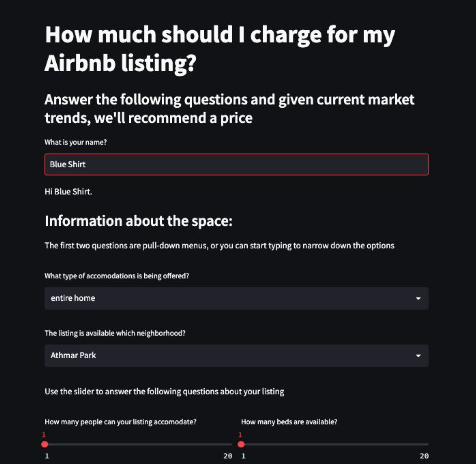 How much should I charge for my
Airbnb listing?
Answer the following questions and given current market
trends, we'll recommend a price
What is your name?
Blue Shirt
Hi Blue Shirt.
Information about the space:
The first two questions are pull-down menus, or you can start typing to narrow down the options
What type of accomodations is being offered?
entire home
The listing is available which neighborhood?
Athmar Park
Use the slider to answer the following questions about your listing
How many people can your listing accomodate? How many beds are available?
1 1
1 20 1 20